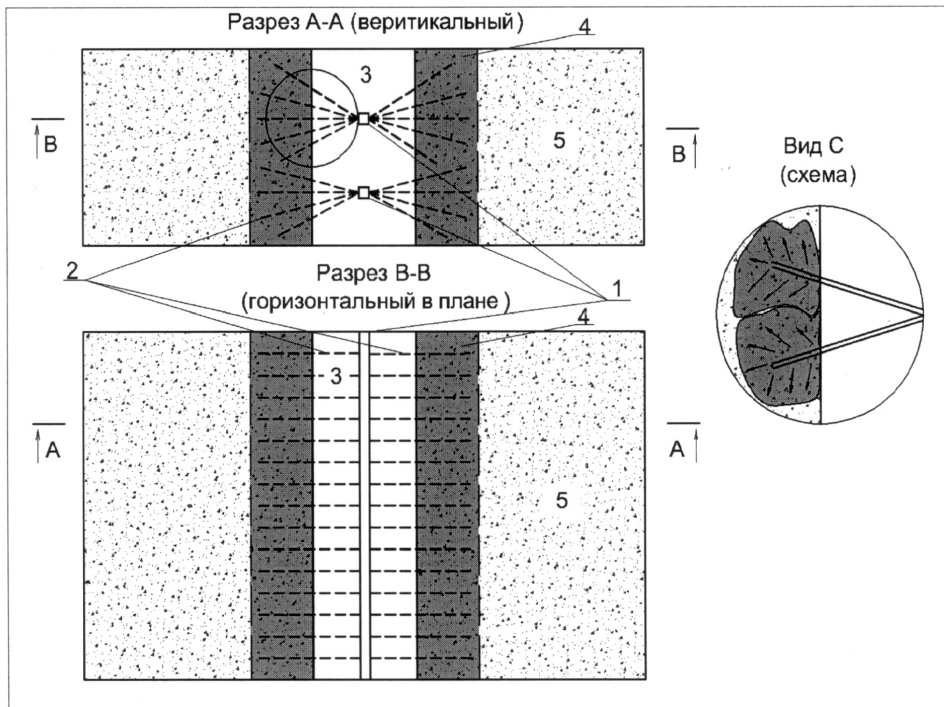 Разрез А-А (веритикальный)
4
3
5
В
В
Вид С
(схема)
2
Разрез В-В
(горизонтальный в плане )
1
4
3
А
А
5